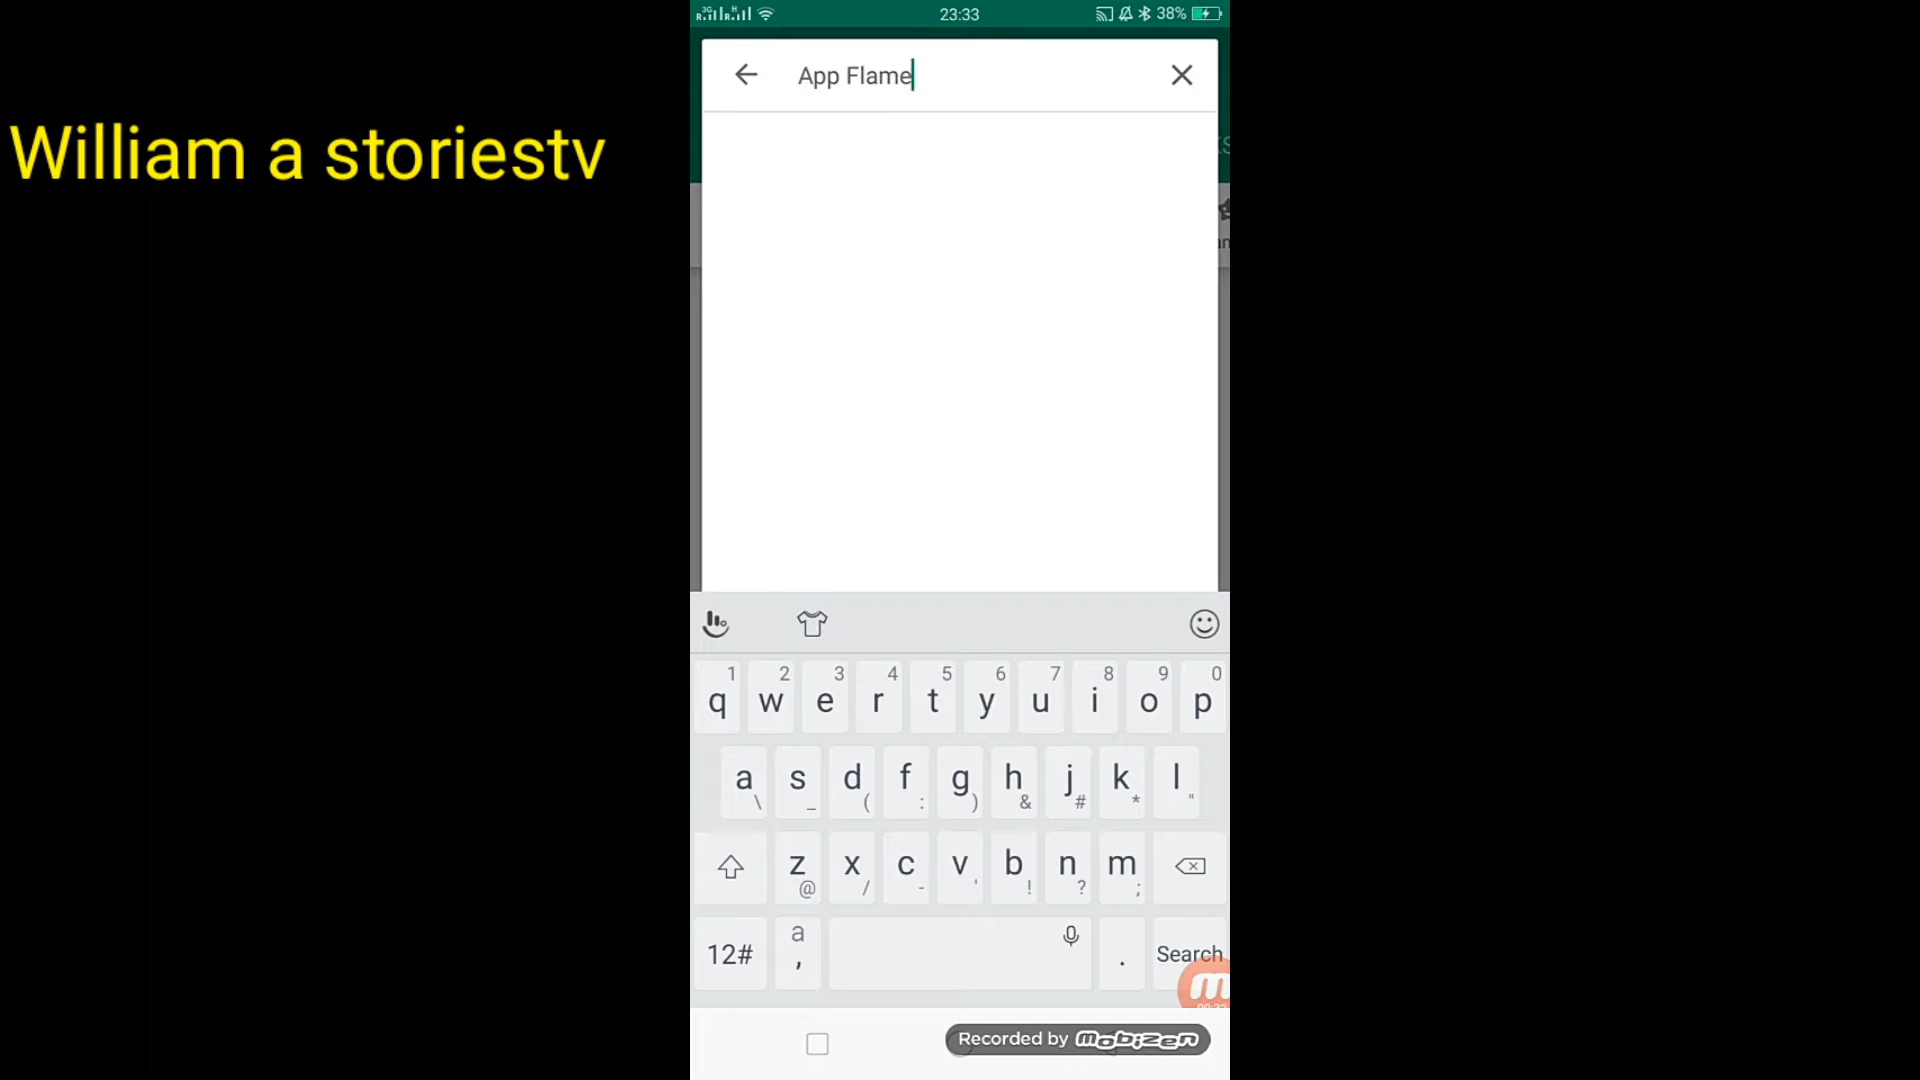 3G
R
H
R
23:33
38%
App Flame
William a storiestv
1 2 3 4 5 6 7 8 9 0
q w e r t y u i o p
a s d f g h j k l
\ _ ( : ) & # * "
z x c v b n m
@ / - ' ! ? ;
12# a , . Search
Recorded by mobizen